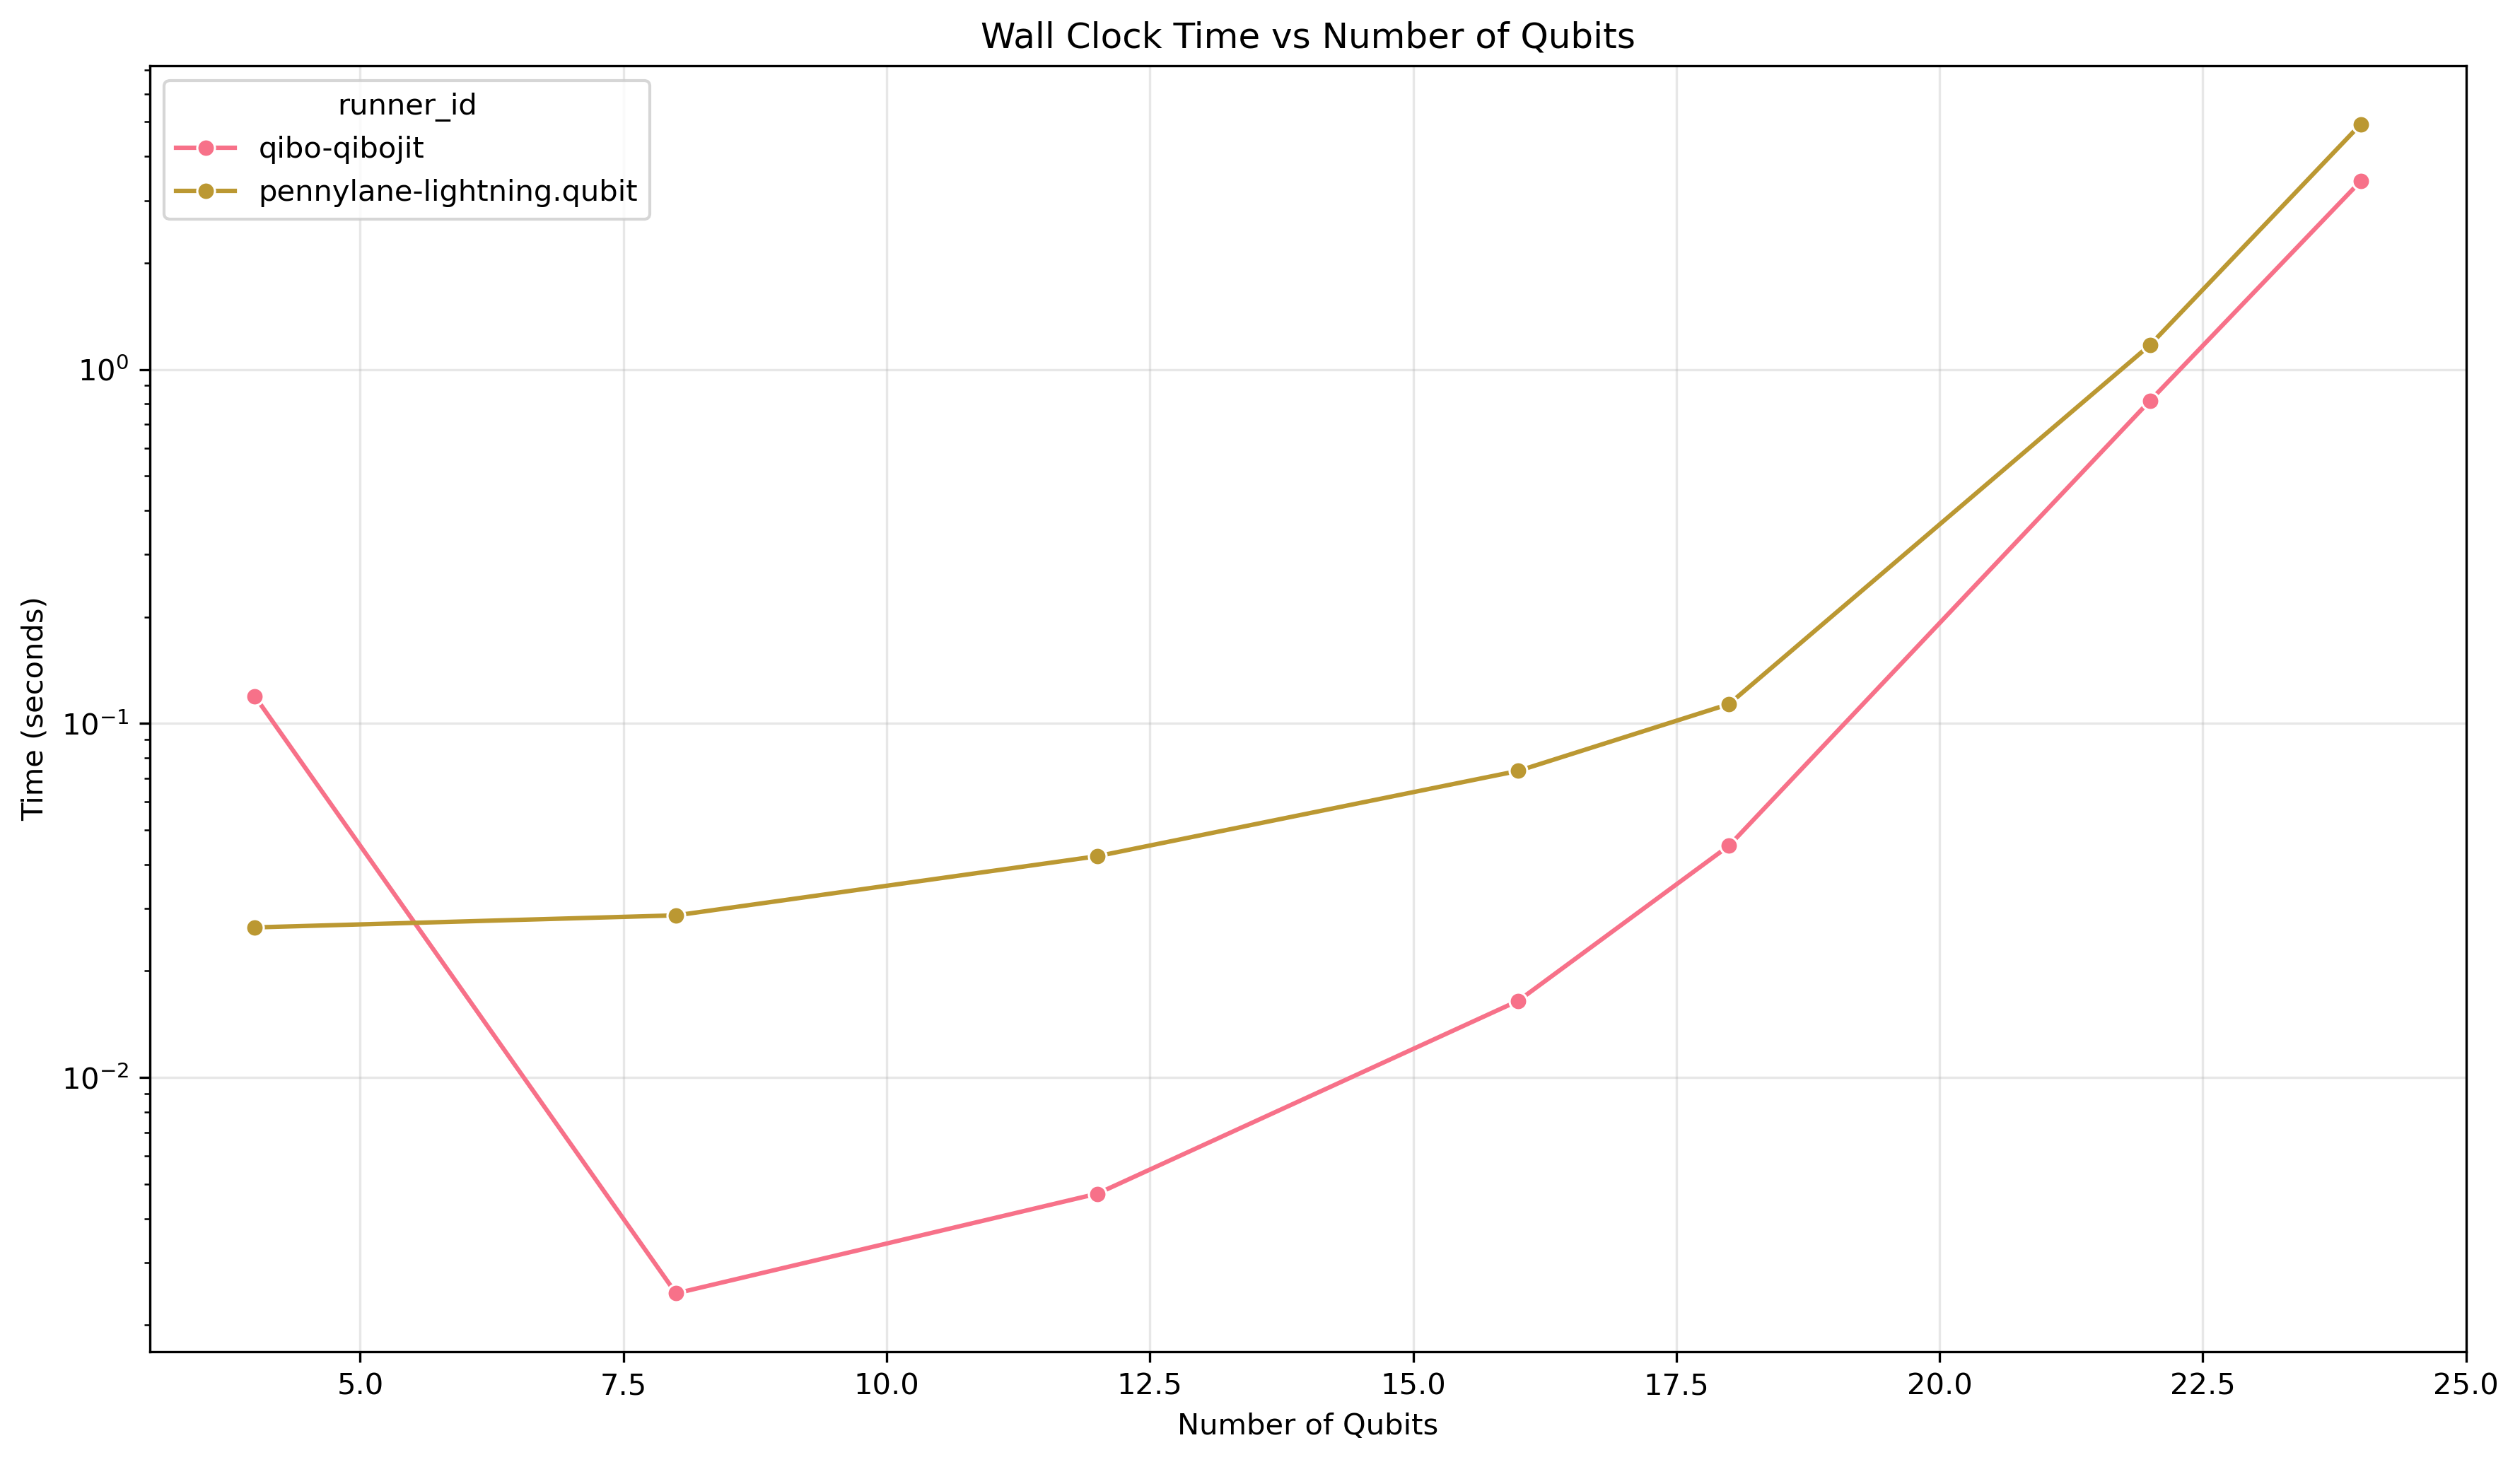 Wall Clock Time vs Number of Qubits
runner_id
qibo-qibojit
pennylane-lightning.qubit
Time (seconds)
10⁰
10⁻¹
10⁻²
5.0 7.5 10.0 12.5 15.0 17.5 20.0 22.5 25.0
Number of Qubits